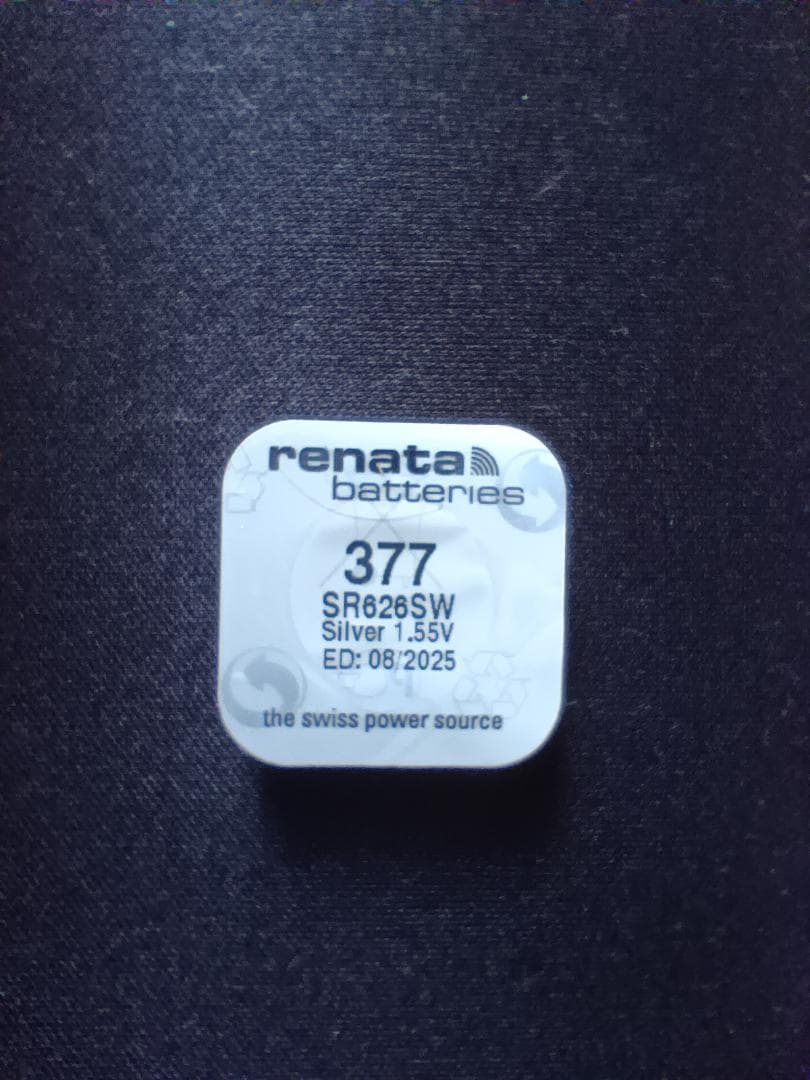 renata
batteries
377
SR626SW
Silver 1.55V
ED: 08/2025
the swiss power source